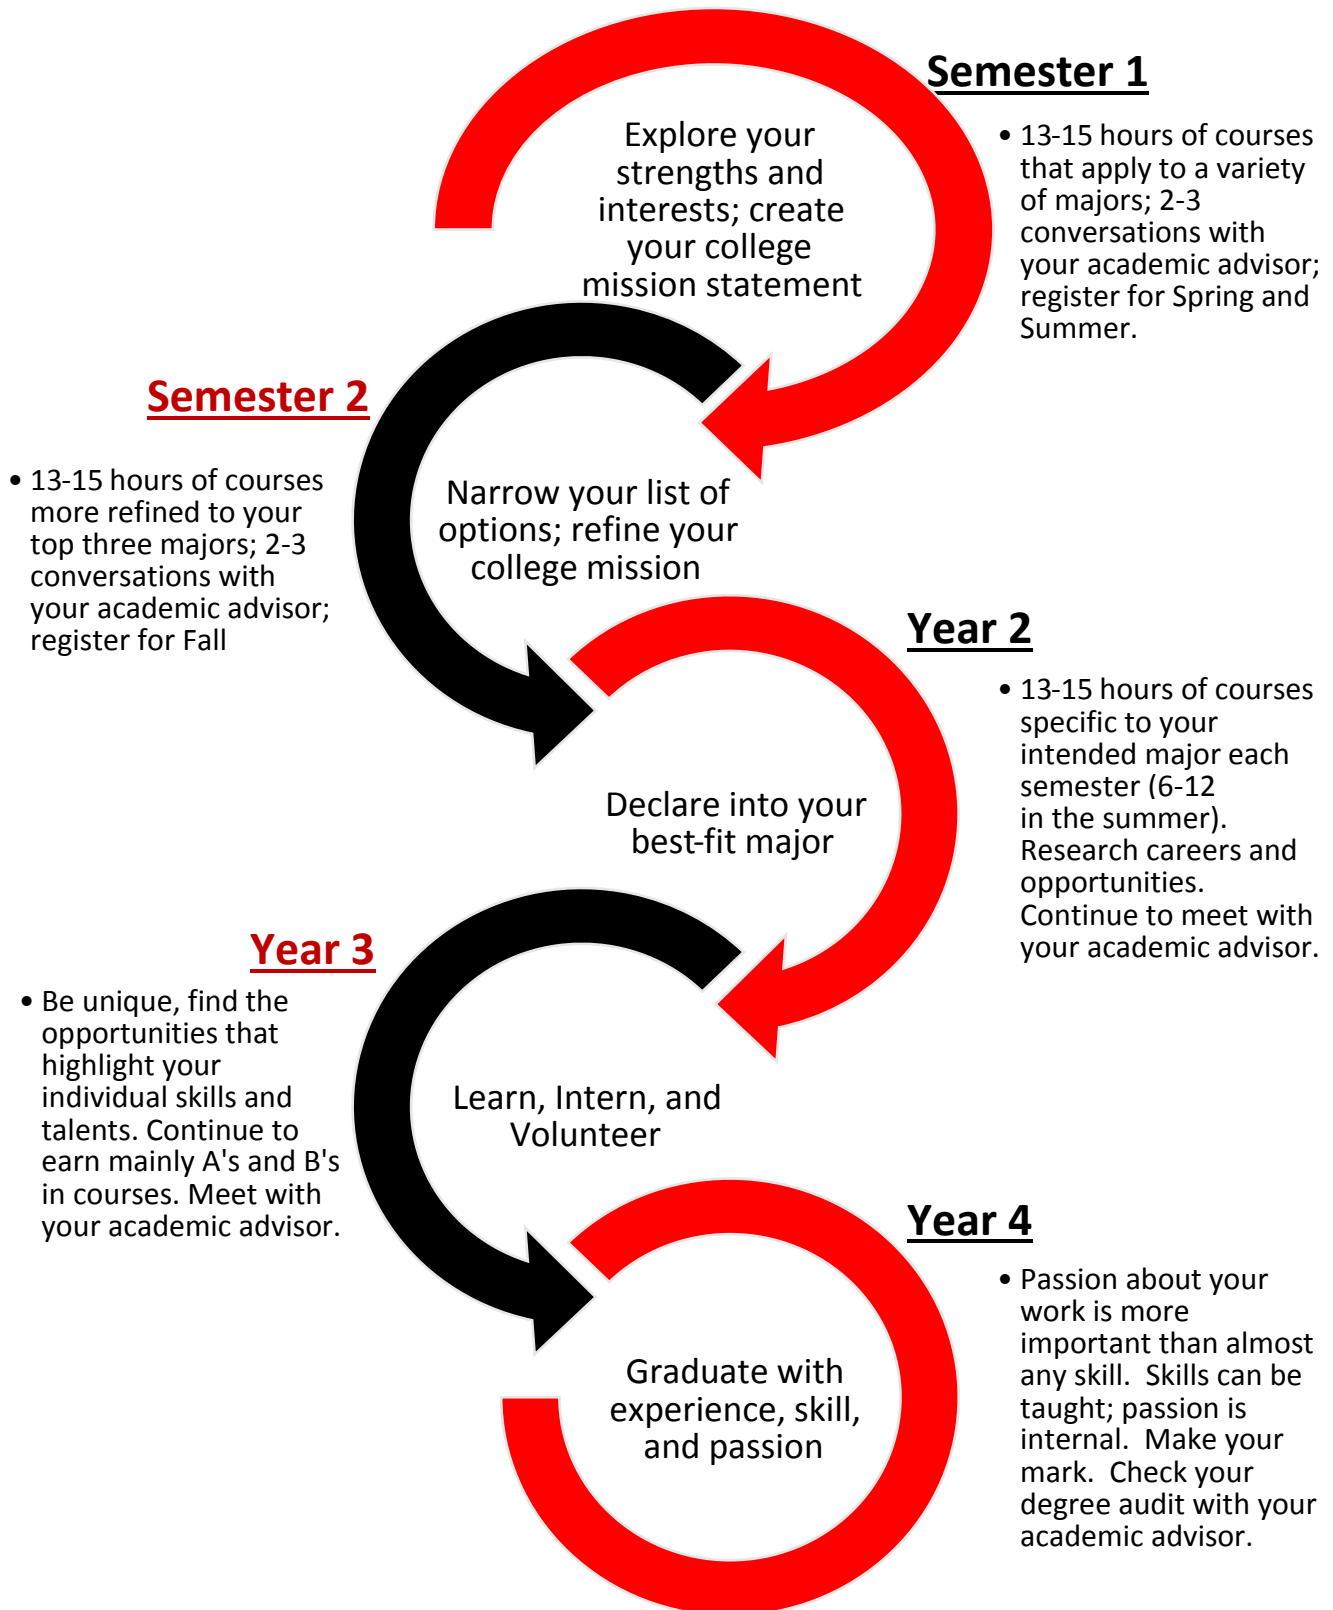 Semester 1
Explore your
strengths and
interests; create
your college
mission statement
• 13-15 hours of courses
that apply to a variety
of majors; 2-3
conversations with
your academic advisor;
register for Spring and
Summer.
Semester 2
• 13-15 hours of courses
more refined to your
top three majors; 2-3
conversations with
your academic advisor;
register for Fall
Narrow your list of
options; refine your
college mission
Year 2
Declare into your
best-fit major
• 13-15 hours of courses
specific to your
intended major each
semester (6-12
in the summer).
Research careers and
opportunities.
Continue to meet with
your academic advisor.
Year 3
• Be unique, find the
opportunities that
highlight your
individual skills and
talents. Continue to
earn mainly A's and B's
in courses. Meet with
your academic advisor.
Learn, Intern, and
Volunteer
Year 4
Graduate with
experience, skill,
and passion
• Passion about your
work is more
important than almost
any skill.  Skills can be
taught; passion is
internal.  Make your
mark.  Check your
degree audit with your
academic advisor.